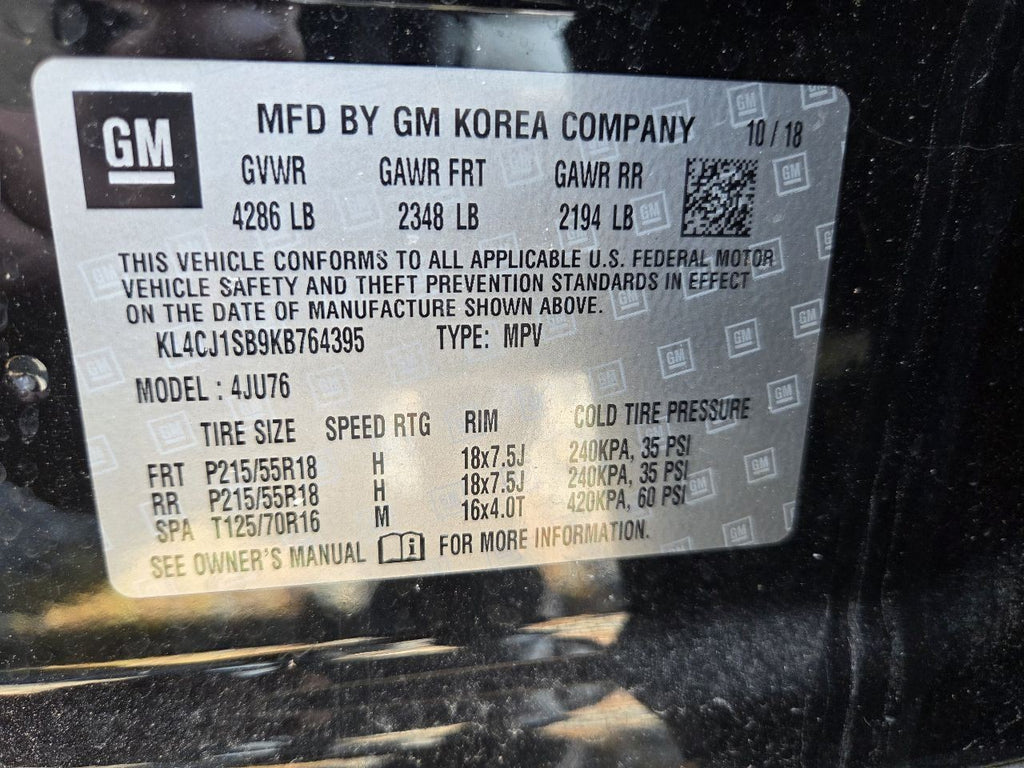 GM
MFD BY GM KOREA COMPANY 10 / 18
GVWR GAWR FRT GAWR RR
4286 LB 2348 LB 2194 LB
THIS VEHICLE CONFORMS TO ALL APPLICABLE U.S. FEDERAL MOTOR
VEHICLE SAFETY AND THEFT PREVENTION STANDARDS IN EFFECT
ON THE DATE OF MANUFACTURE SHOWN ABOVE.
KL4CJ1SB9KB764395 TYPE: MPV
MODEL : 4JU76
TIRE SIZE SPEED RTG RIM COLD TIRE PRESSURE
FRT P215/55R18 H 18x7.5J 240KPA, 35 PSI
RR P215/55R18 H 18x7.5J 240KPA, 35 PSI
SPA T125/70R16 M 16x4.0T 420KPA, 60 PSI
SEE OWNER'S MANUAL FOR MORE INFORMATION.